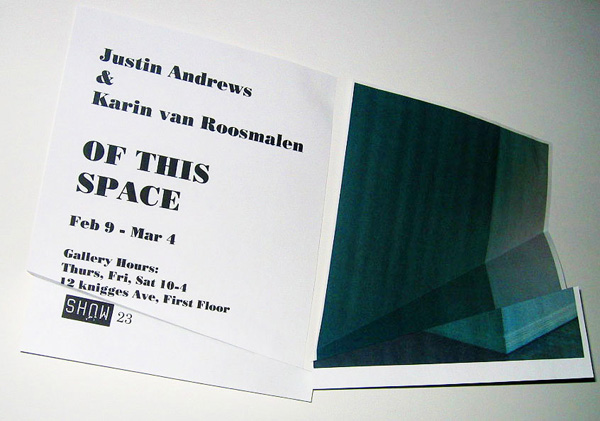 Justin Andrews
&
Karin van Roosmalen
OF THIS
SPACE
Feb 9 - Mar 4
Gallery Hours:
Thurs, Fri, Sat 10-4
12 knigges Ave, First Floor
SHOW 23